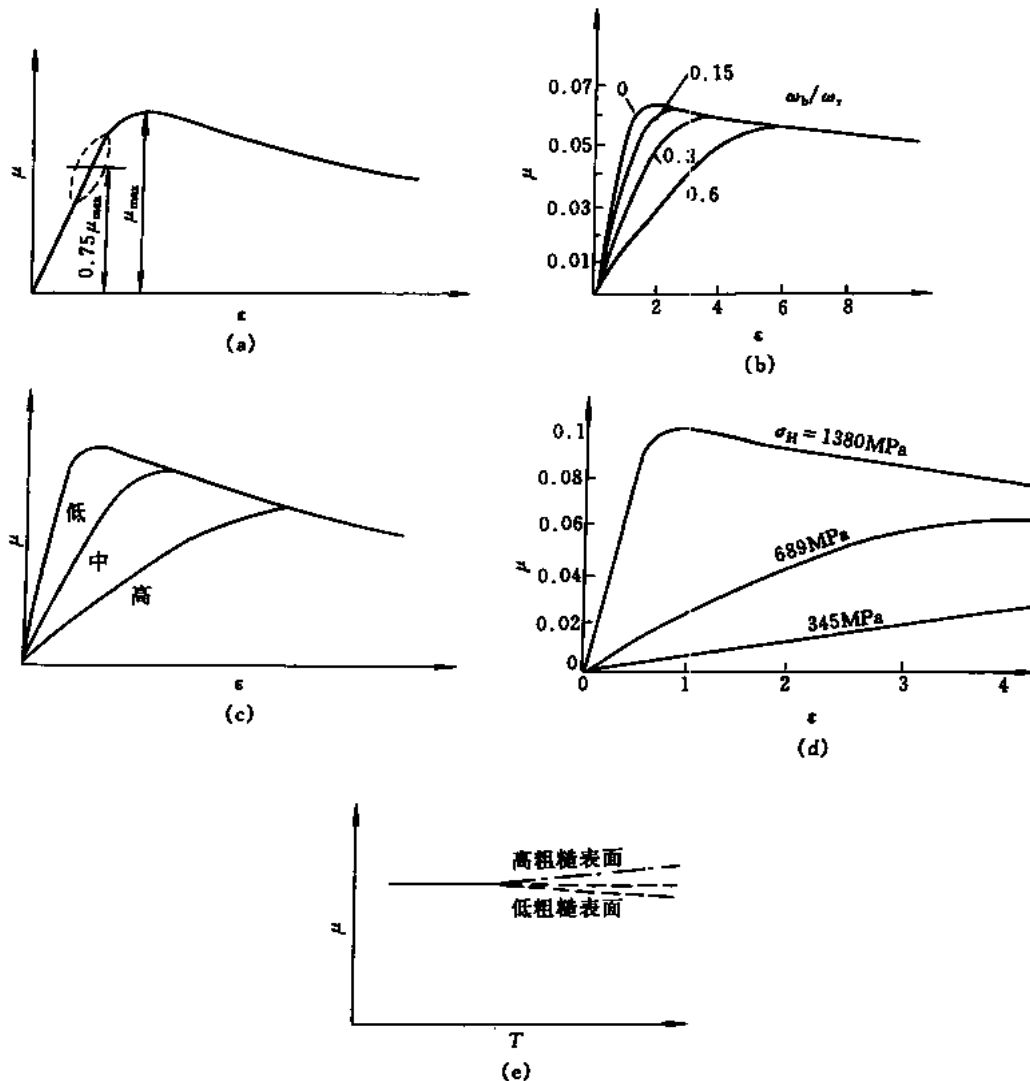 μ
0.75μmax
μmax
ε
(a)
0.07
0.05
0.03
0.01
μ
0
0.15
0.3
0.6
ωb/ωr
2 4 6 8
ε
(b)
μ
低
中
高
ε
(c)
0.1
0.08
0.06
0.04
0.02
0
μ
σH = 1380MPa
689MPa
345MPa
0 1 2 3 4
ε
(d)
μ
高粗糙表面
低粗糙表面
T
(e)